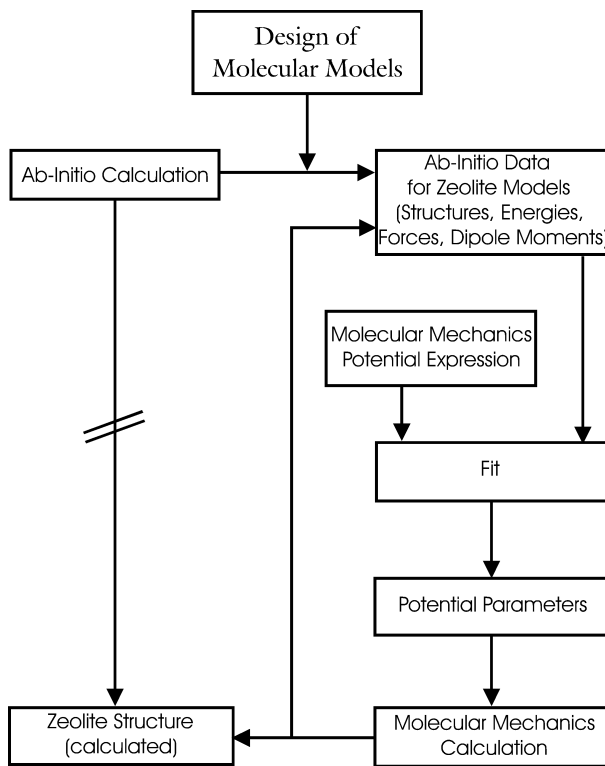 Design of
Molecular Models
Ab-Initio Calculation
Ab-Initio Data
for Zeolite Models
(Structures, Energies,
Forces, Dipole Moments)
Molecular Mechanics
Potential Expression
Fit
Potential Parameters
Zeolite Structure
(calculated)
Molecular Mechanics
Calculation